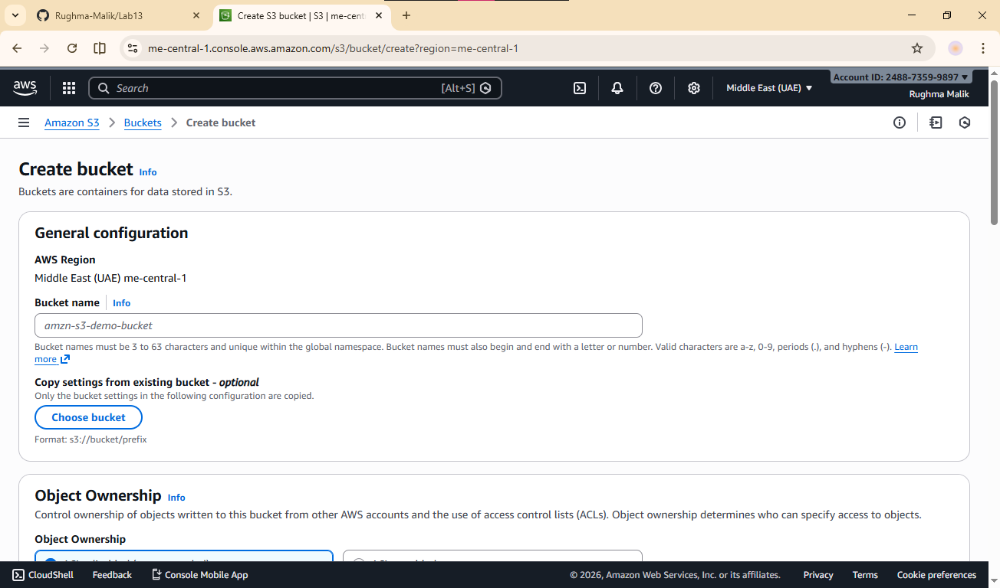 Rughma-Malik/Lab13
Create S3 bucket | S3 | me-cent
me-central-1.console.aws.amazon.com/s3/bucket/create?region=me-central-1
aws
Search
[Alt+S]
Middle East (UAE)
Account ID: 2488-7359-9897
Rughma Malik
Amazon S3
Buckets
Create bucket
Create bucket Info
Buckets are containers for data stored in S3.
General configuration
AWS Region
Middle East (UAE) me-central-1
Bucket name Info
amzn-s3-demo-bucket
Bucket names must be 3 to 63 characters and unique within the global namespace. Bucket names must also begin and end with a letter or number. Valid characters are a-z, 0-9, periods (.), and hyphens (-). Learn
more
Copy settings from existing bucket - optional
Only the bucket settings in the following configuration are copied.
Choose bucket
Format: s3://bucket/prefix
Object Ownership Info
Control ownership of objects written to this bucket from other AWS accounts and the use of access control lists (ACLs). Object ownership determines who can specify access to objects.
Object Ownership
CloudShell
Feedback
Console Mobile App
© 2026, Amazon Web Services, Inc. or its affiliates.
Privacy
Terms
Cookie preferences